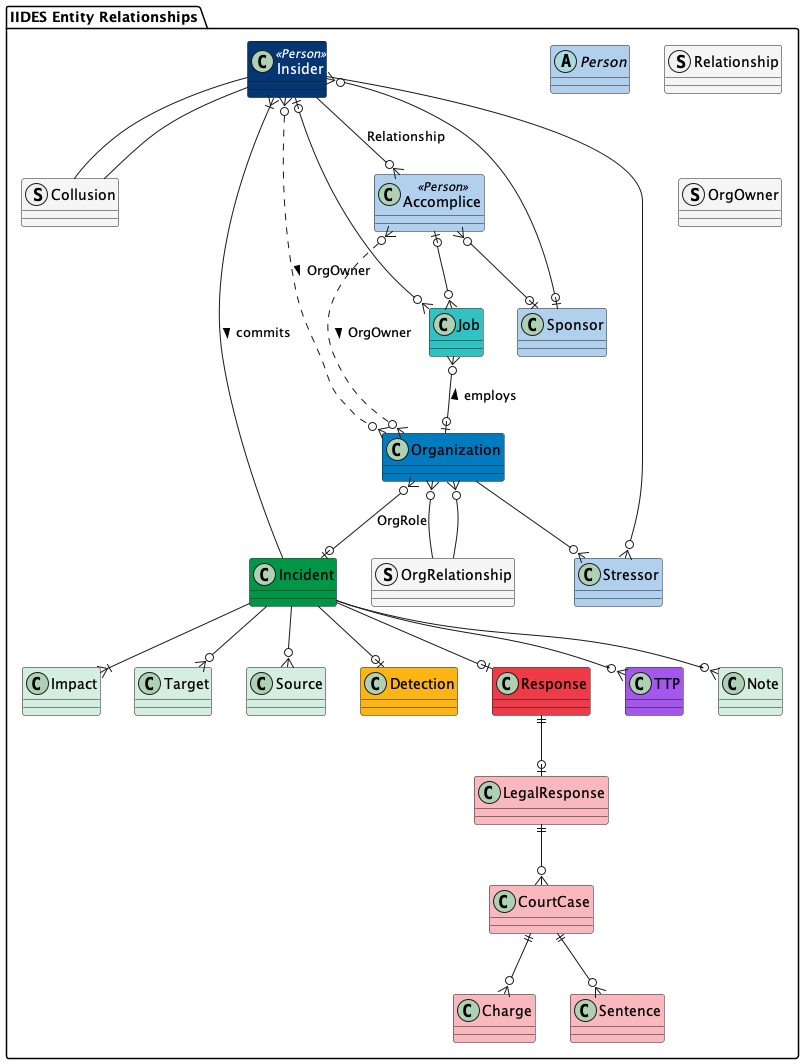 IIDES Entity Relationships
C «Person» Insider
A Person
S Relationship
Relationship
S Collusion
C «Person» Accomplice
S OrgOwner
OrgOwner
C Job
C Sponsor
commits
OrgOwner
employs
C Organization
OrgRole
C Incident
S OrgRelationship
C Stressor
C Impact
C Target
C Source
C Detection
C Response
C TTP
C Note
C LegalResponse
C CourtCase
C Charge
C Sentence